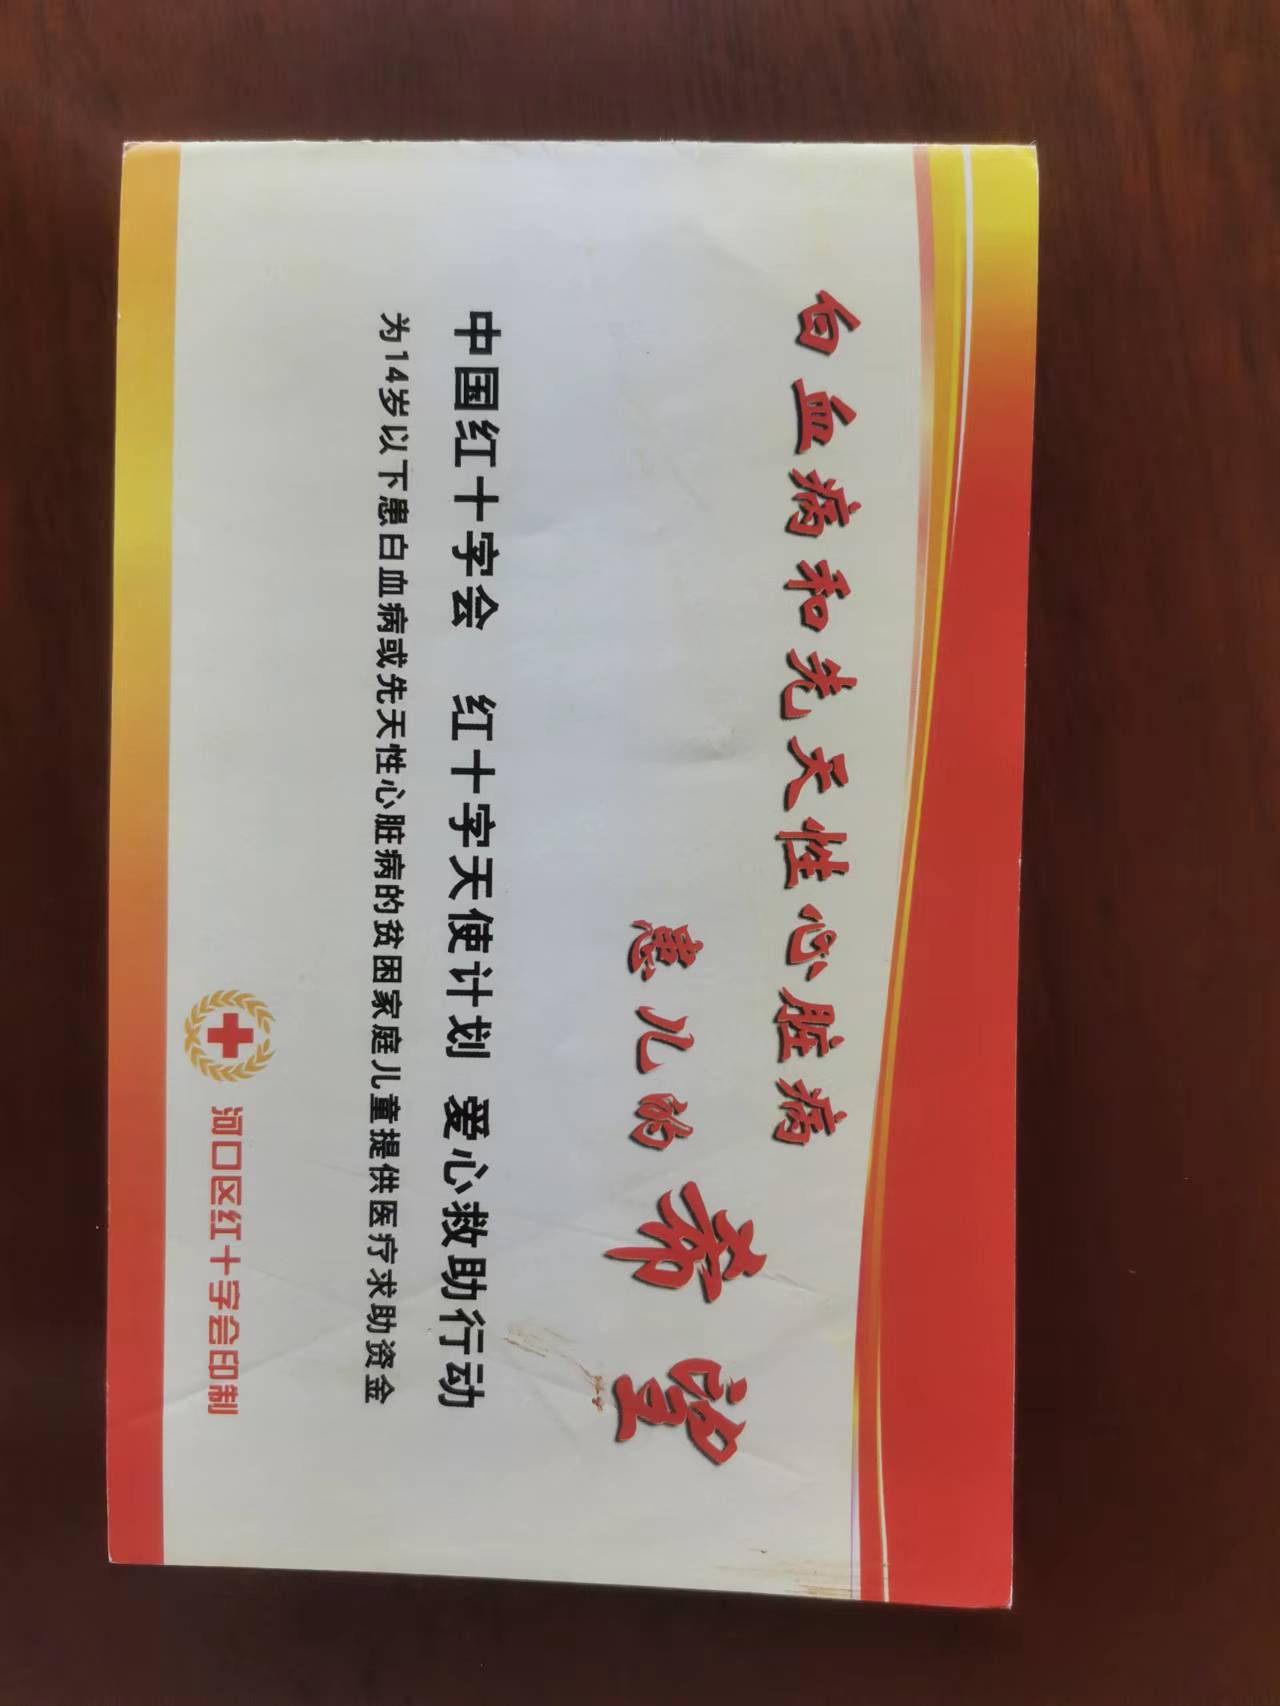 白血病和先天性心脏病
患儿的希望
中国红十字会 红十字天使计划 爱心救助行动
为14岁以下患白血病或先天性心脏病的贫困家庭儿童提供医疗求助资金
河口区红十字会印制